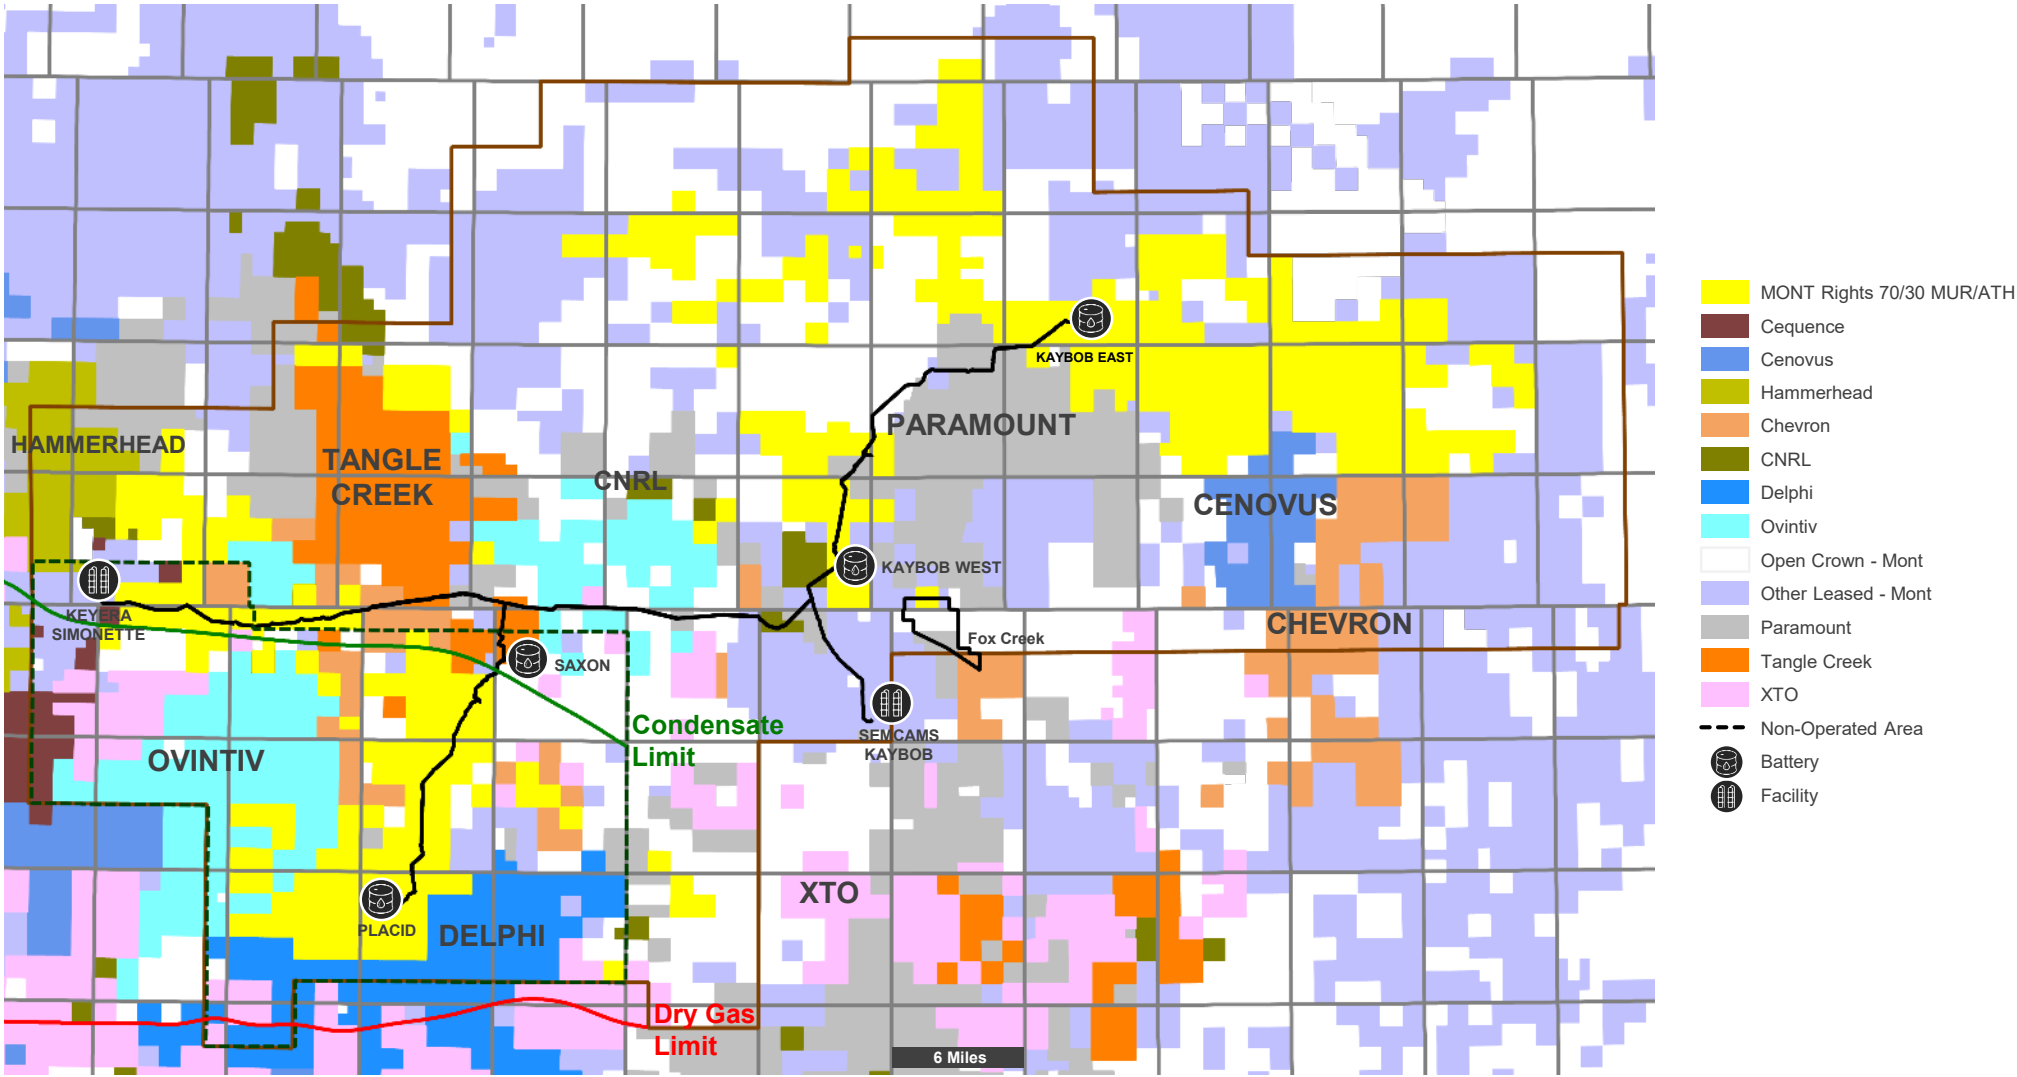 KAYBOB EAST
PARAMOUNT
HAMMERHEAD
TANGLE
CREEK
CNRL
CENOVUS
KAYBOB WEST
KEYERA
SIMONETTE
CHEVRON
Fox Creek
SAXON
Condensate
Limit
SEMCAMS
KAYBOB
OVINTIV
XTO
PLACID
DELPHI
Dry Gas
Limit
6 Miles
MONT Rights 70/30 MUR/ATH
Cequence
Cenovus
Hammerhead
Chevron
CNRL
Delphi
Ovintiv
Open Crown - Mont
Other Leased - Mont
Paramount
Tangle Creek
XTO
Non-Operated Area
Battery
Facility